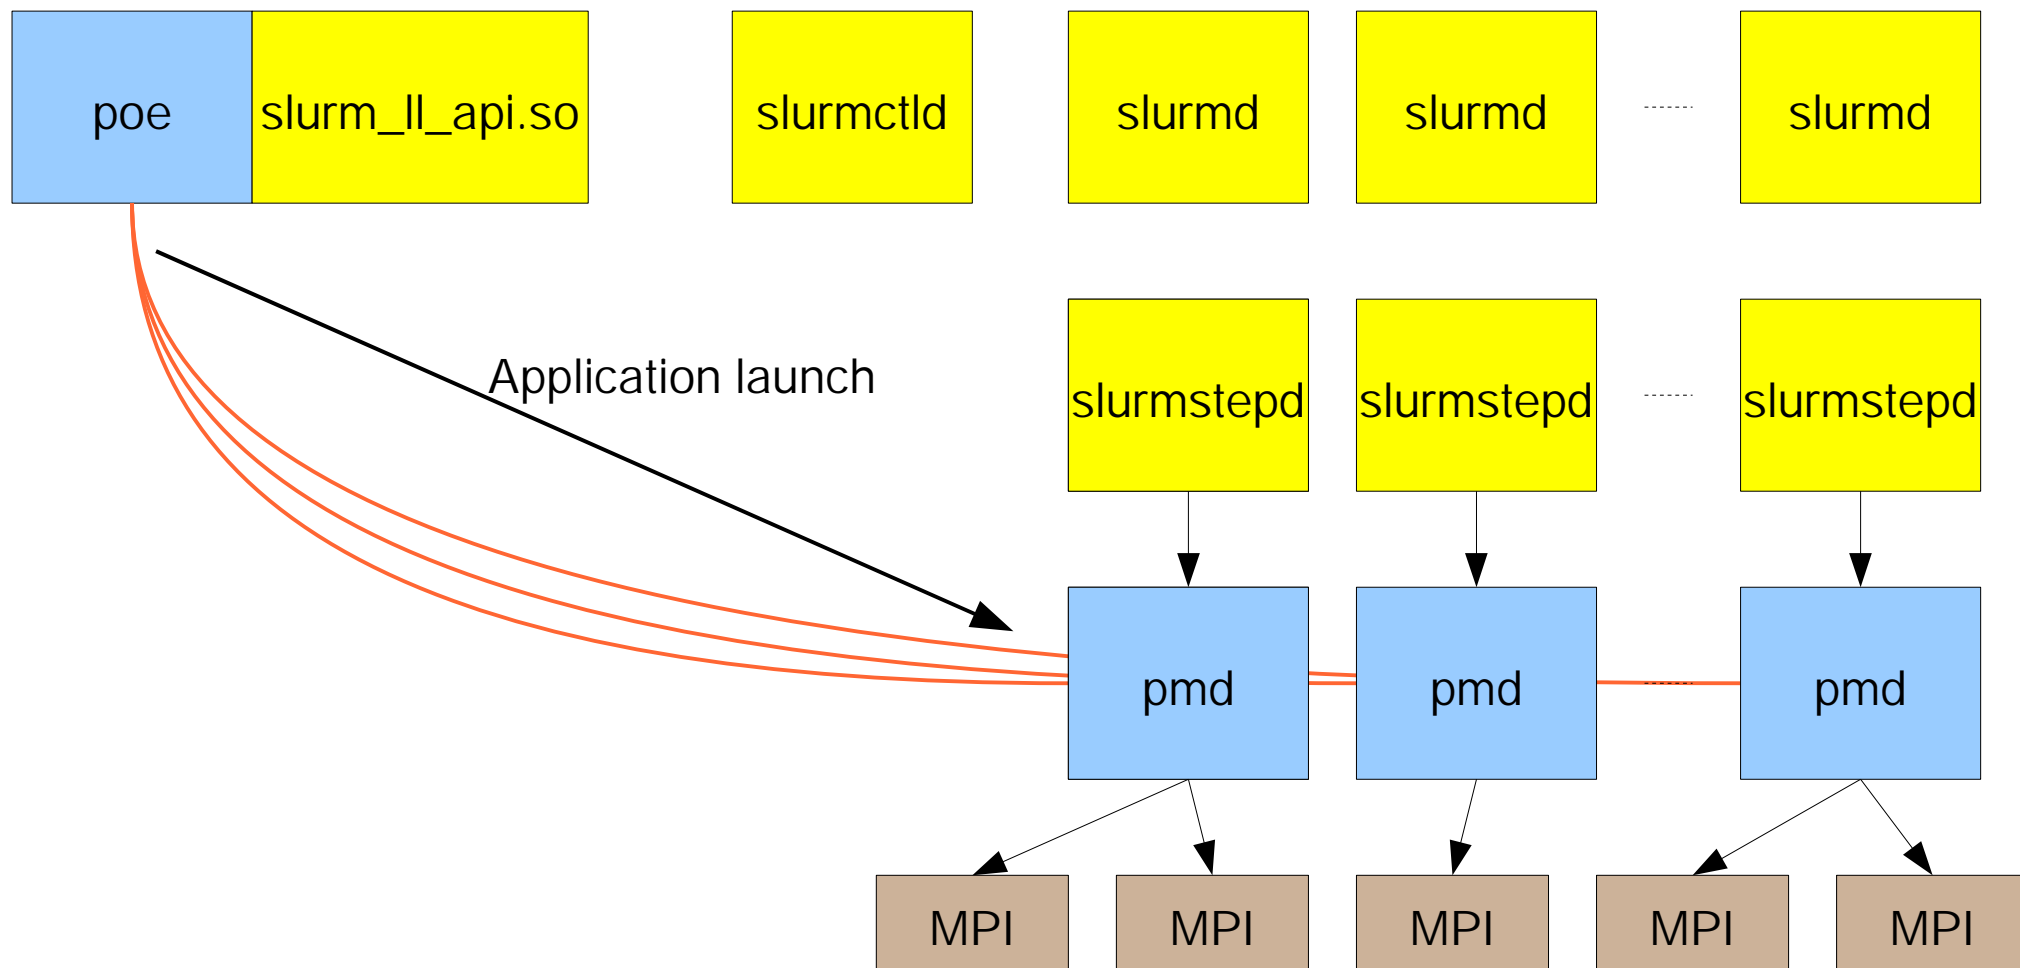 poe
slurm_ll_api.so
slurmctld
slurmd
slurmd
slurmd
Application launch
slurmstepd
slurmstepd
slurmstepd
pmd
pmd
pmd
MPI
MPI
MPI
MPI
MPI